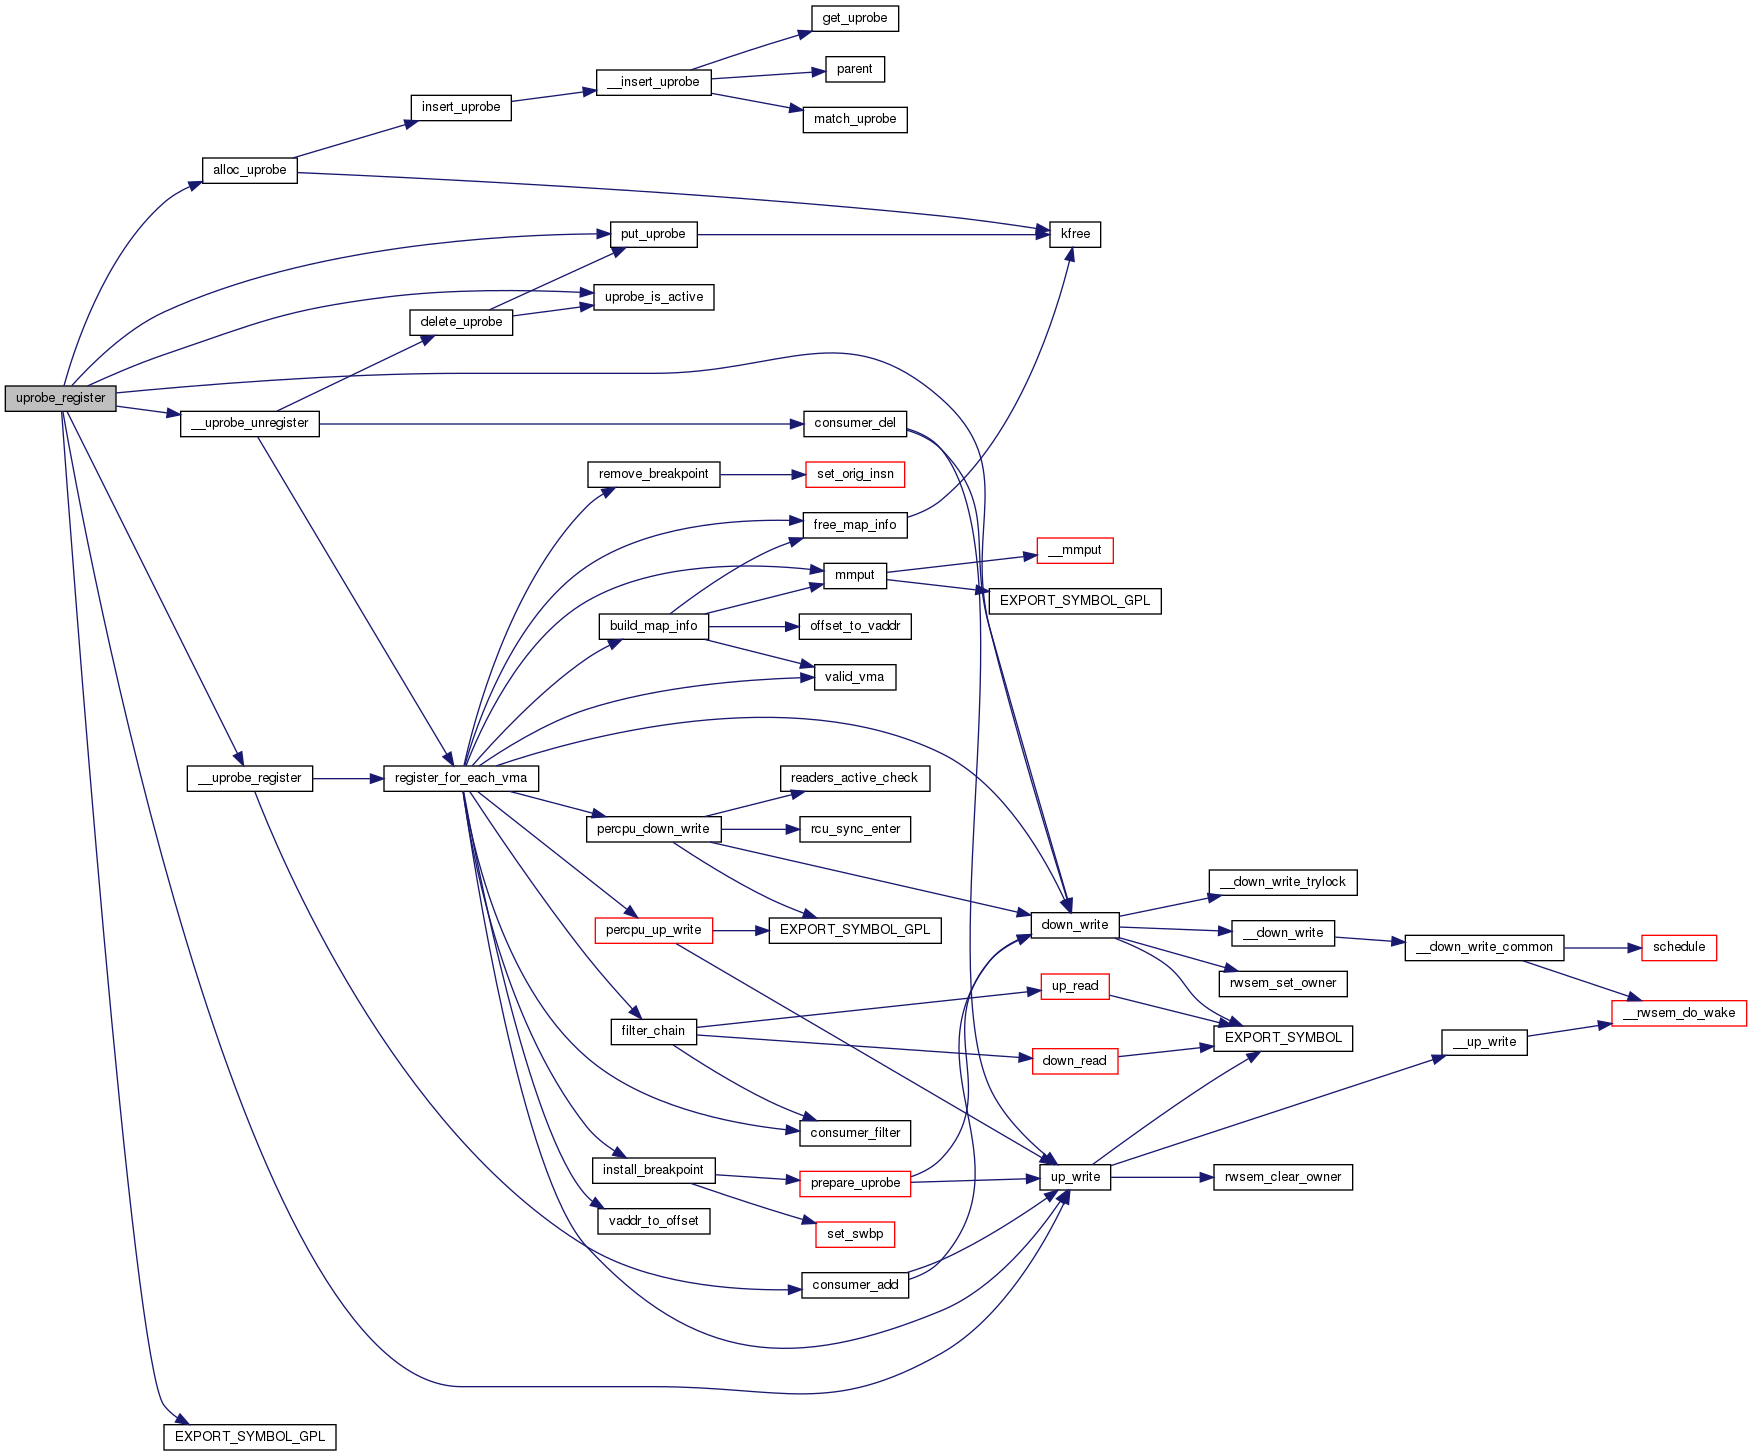 get_uprobe
parent
__insert_uprobe
insert_uprobe
match_uprobe
alloc_uprobe
put_uprobe
kfree
uprobe_is_active
delete_uprobe
uprobe_register
__uprobe_unregister
consumer_del
remove_breakpoint
set_orig_insn
free_map_info
__mmput
mmput
EXPORT_SYMBOL_GPL
build_map_info
offset_to_vaddr
valid_vma
__uprobe_register
register_for_each_vma
readers_active_check
percpu_down_write
rcu_sync_enter
__down_write_trylock
percpu_up_write
EXPORT_SYMBOL_GPL
down_write
__down_write
__down_write_common
schedule
up_read
rwsem_set_owner
__rwsem_do_wake
filter_chain
EXPORT_SYMBOL
__up_write
down_read
consumer_filter
install_breakpoint
prepare_uprobe
up_write
rwsem_clear_owner
vaddr_to_offset
set_swbp
consumer_add
EXPORT_SYMBOL_GPL